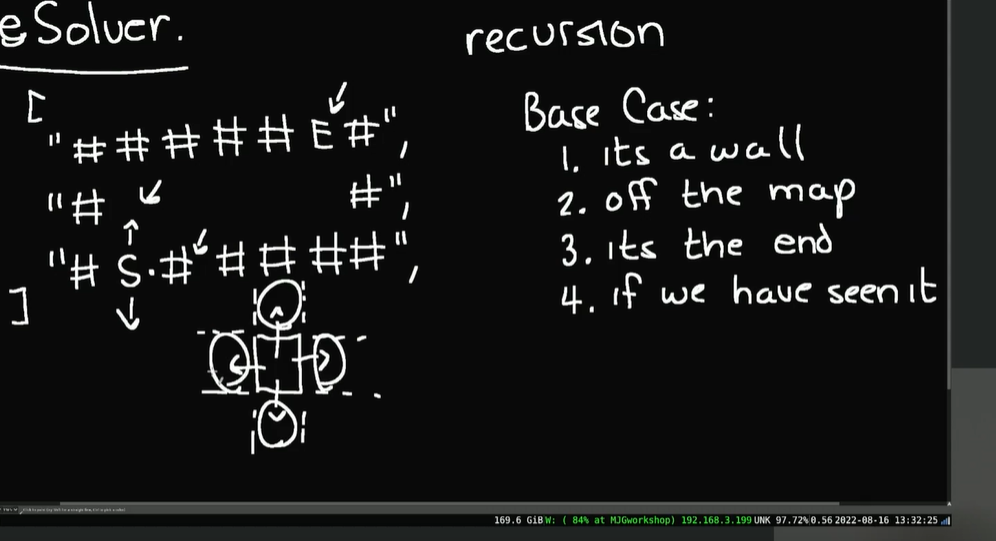 eSolver.
recursion
[
"#####E#",
"#      #",
"#S.#####",
]
Base Case:
1. its a wall
2. off the map
3. its the end
4. if we have seen it
169.6 GiB W: ( 84% at MJGworkshop) 192.168.3.199 UNK 97.72% 0.56 2022-08-16 13:32:25